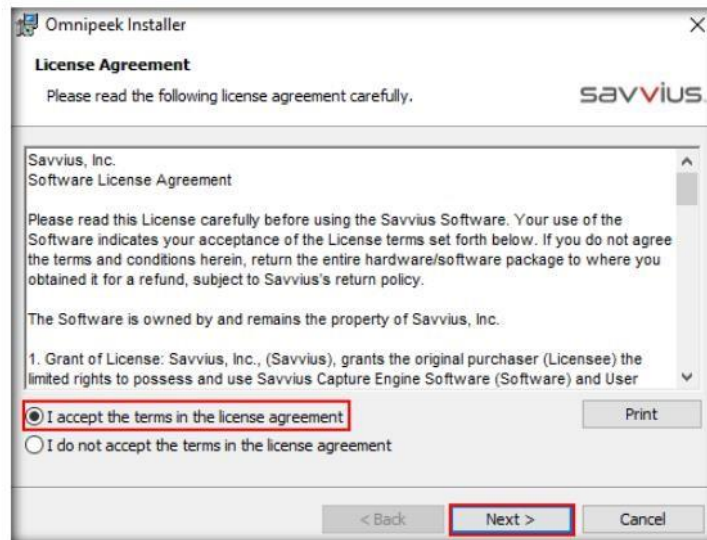 Omnipeek Installer
License Agreement
Please read the following license agreement carefully.
savvius.
Savvius, Inc.
Software License Agreement
Please read this License carefully before using the Savvius Software. Your use of the
Software indicates your acceptance of the License terms set forth below. If you do not agree
the terms and conditions herein, return the entire hardware/software package to where you
obtained it for a refund, subject to Savvius's return policy.
The Software is owned by and remains the property of Savvius, Inc.
1. Grant of License: Savvius, Inc., (Savvius), grants the original purchaser (Licensee) the
limited rights to possess and use Savvius Capture Engine Software (Software) and User
I accept the terms in the license agreement
Print
I do not accept the terms in the license agreement
< Back
Next >
Cancel